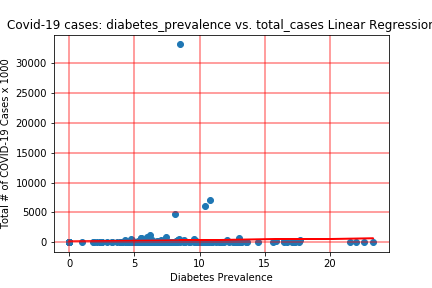 Covid-19 cases: diabetes_prevalence vs. total_cases Linear Regression
Total # of COVID-19 Cases x 1000
30000
25000
20000
15000
10000
5000
0
0 5 10 15 20
Diabetes Prevalence